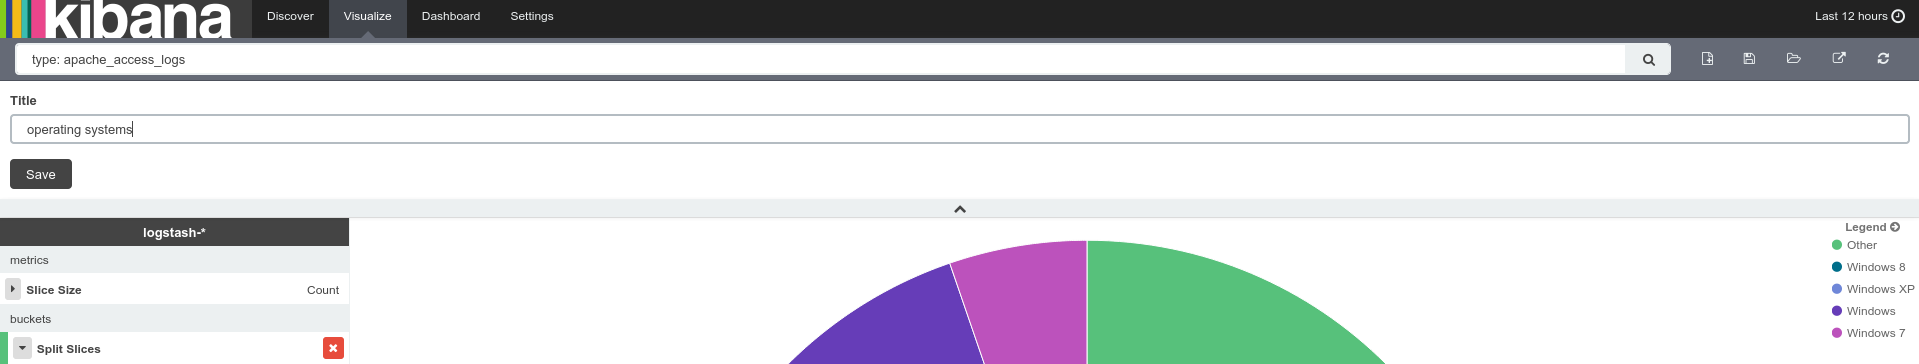 kibana Discover Visualize Dashboard Settings Last 12 hours
type: apache_access_logs
Title
operating systems
Save
logstash-*
Legend
metrics
Other
Windows 8
Slice Size Count
Windows XP
buckets
Windows
Windows 7
Split Slices